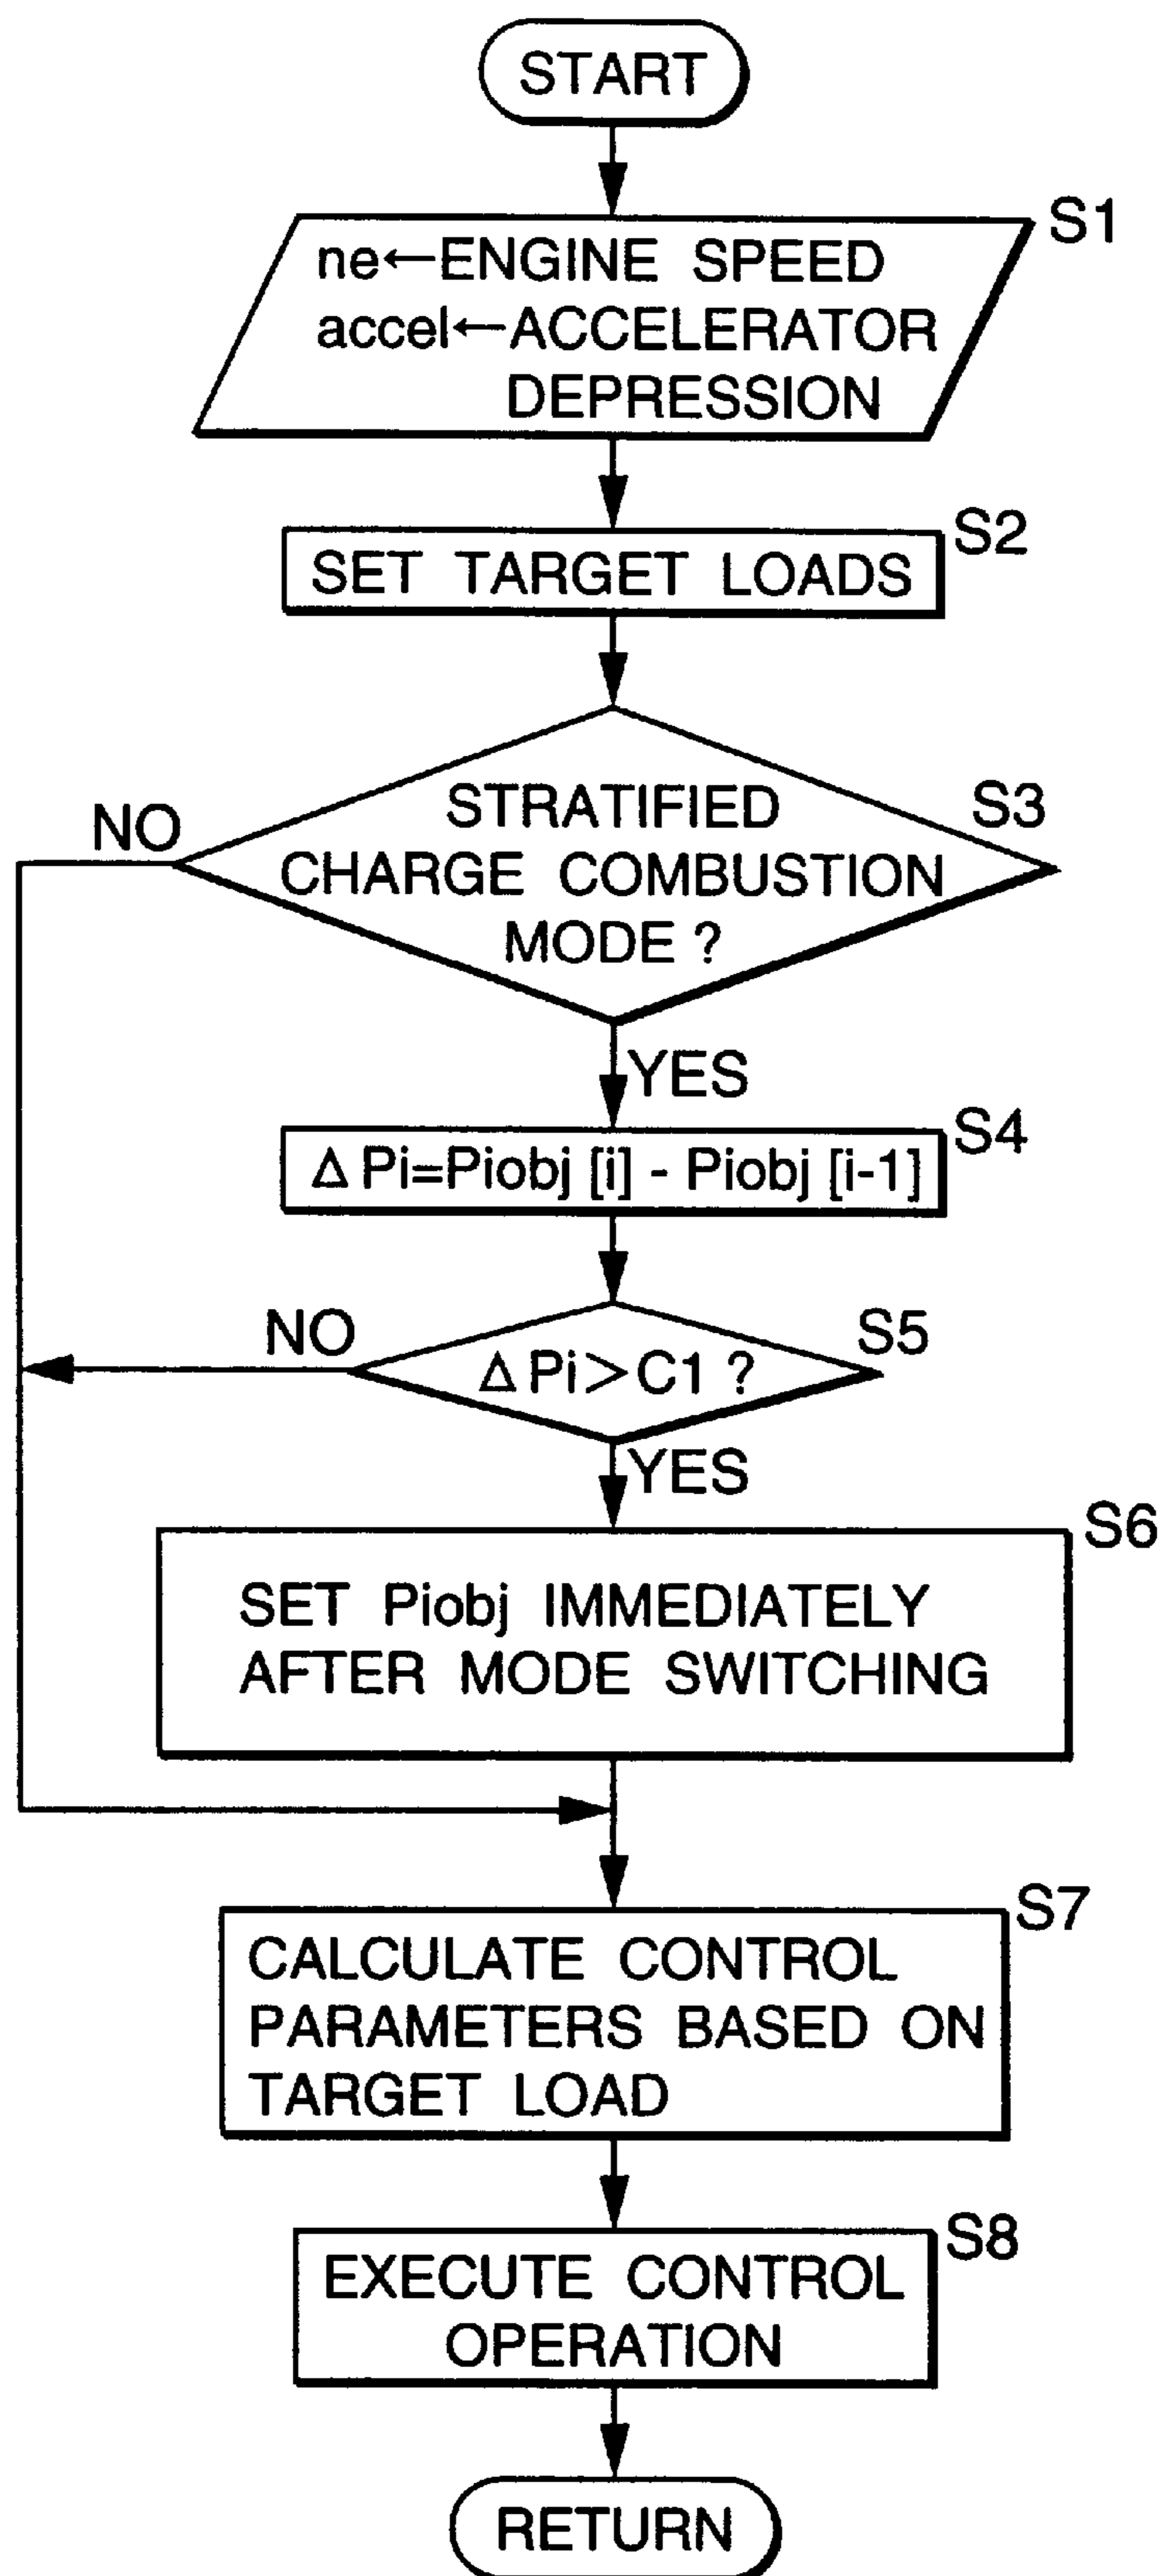 START
S1
ne←ENGINE SPEED
accel←ACCELERATOR
DEPRESSION
S2
SET TARGET LOADS
S3
NO
STRATIFIED
CHARGE COMBUSTION
MODE ?
YES
S4
Δ Pi=Piobj [i] - Piobj [i-1]
NO
S5
Δ Pi>C1 ?
YES
S6
SET Piobj IMMEDIATELY
AFTER MODE SWITCHING
S7
CALCULATE CONTROL
PARAMETERS BASED ON
TARGET LOAD
S8
EXECUTE CONTROL
OPERATION
RETURN